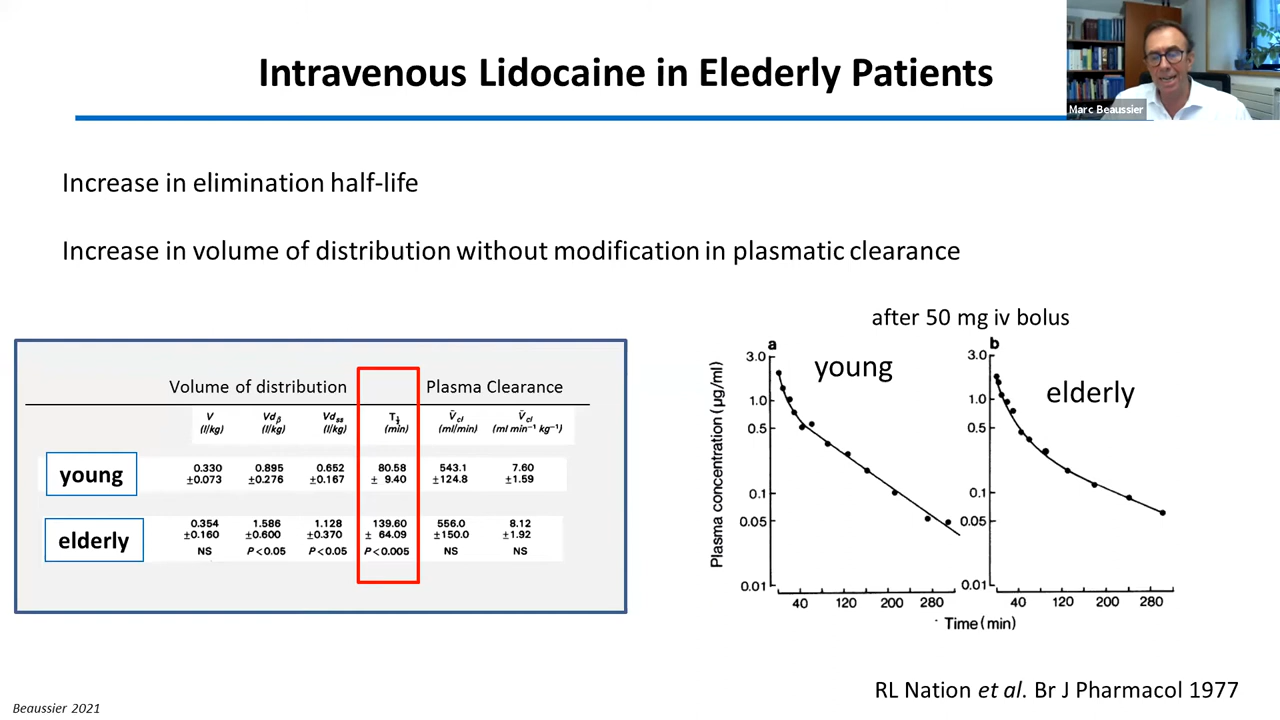 Intravenous Lidocaine in Elederly Patients
Marc Beaussier
Increase in elimination half-life
Increase in volume of distribution without modification in plasmatic clearance
Volume of distribution Plasma Clearance
V Vdβ Vdss T½ V̄cl V̄cl
(l/kg) (l/kg) (l/kg) (min) (ml/min) (ml min⁻¹ kg⁻¹)
young
0.330 0.895 0.652 80.58 543.1 7.60
±0.073 ±0.276 ±0.167 ± 9.40 ±124.8 ±1.59
elderly
0.354 1.586 1.128 139.60 556.0 8.12
±0.160 ±0.600 ±0.370 ± 64.09 ±150.0 ±1.92
NS P<0.05 P<0.05 P<0.005 NS NS
after 50 mg iv bolus
a
young
b
elderly
Plasma concentration (µg/ml)
3.0
1.0
0.5
0.1
0.05
0.01
3.0
1.0
0.5
0.1
0.05
0.01
40 120 200 280
40 120 200 280
Time (min)
RL Nation et al. Br J Pharmacol 1977
Beaussier 2021